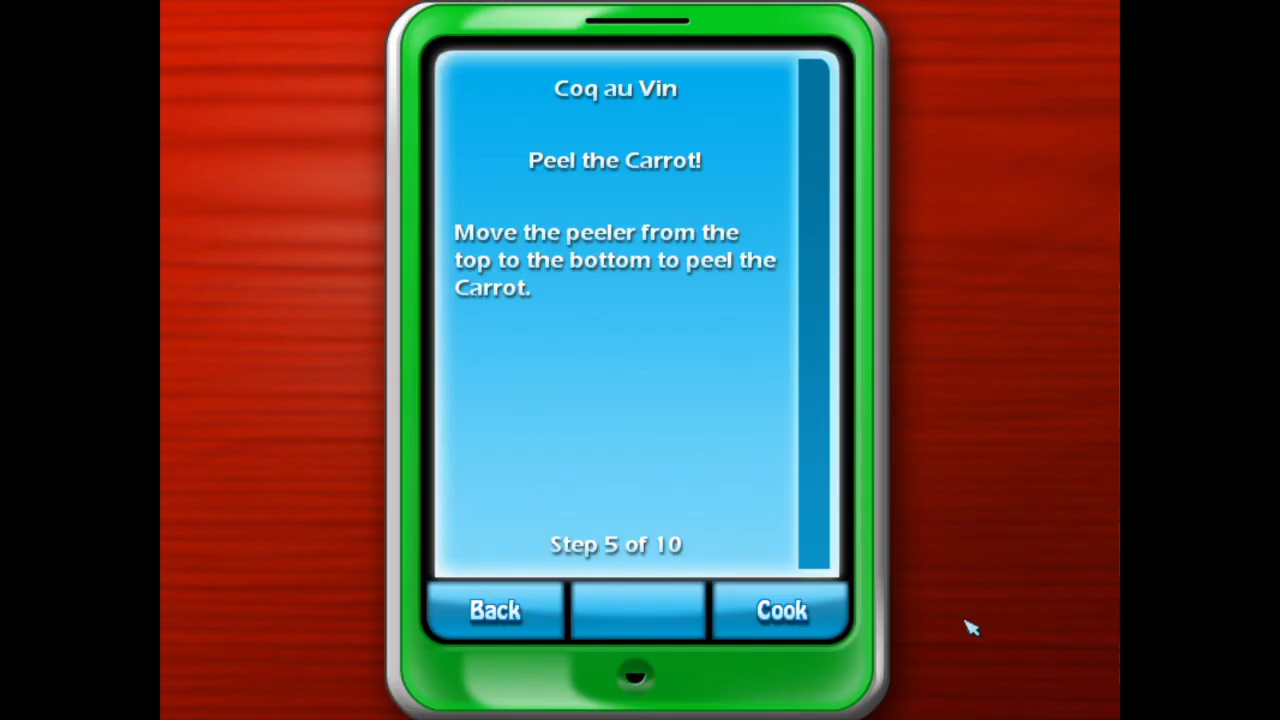 Coq au Vin
Peel the Carrot!
Move the peeler from the
top to the bottom to peel the
Carrot.
Step 5 of 10
Back
Cook